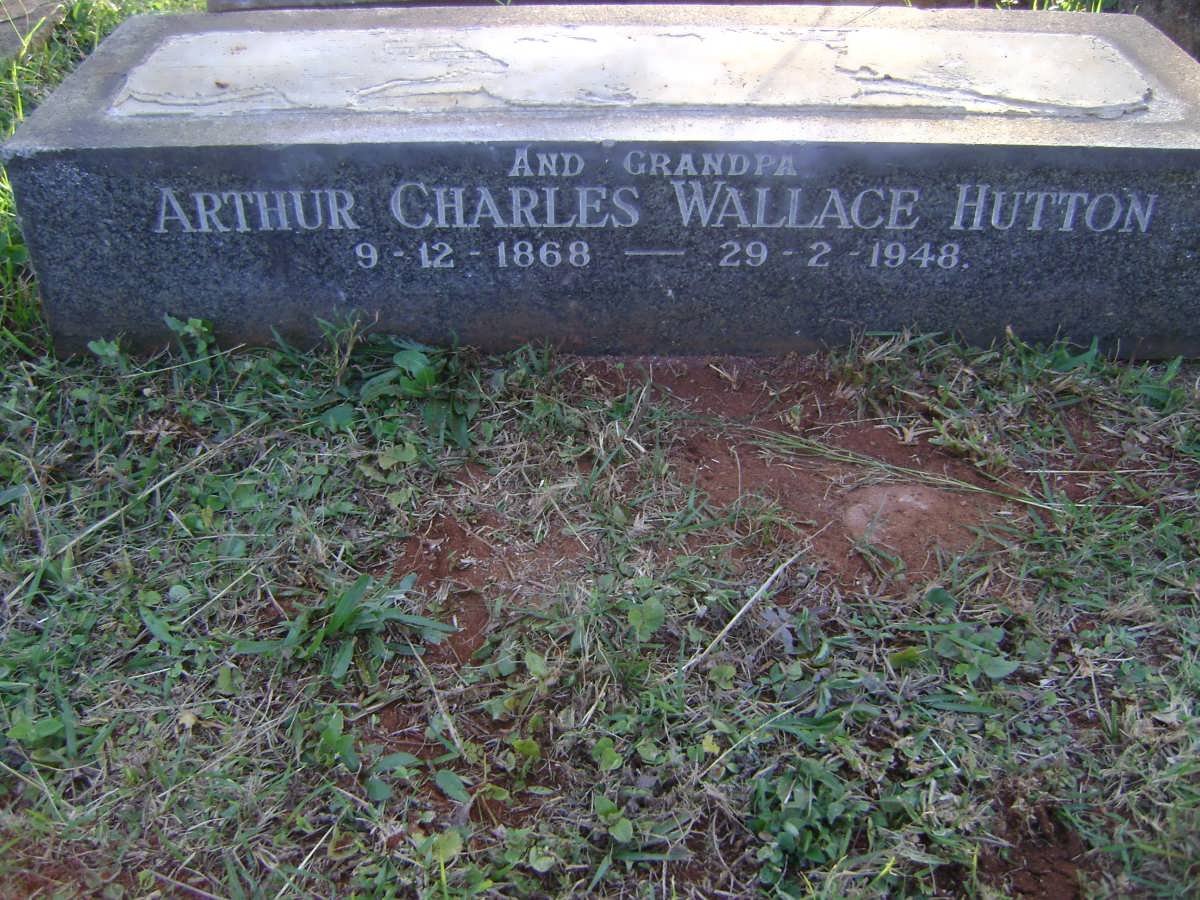 AND GRANDPA
ARTHUR CHARLES WALLACE HUTTON
9-12-1868 — 29-2-1948.